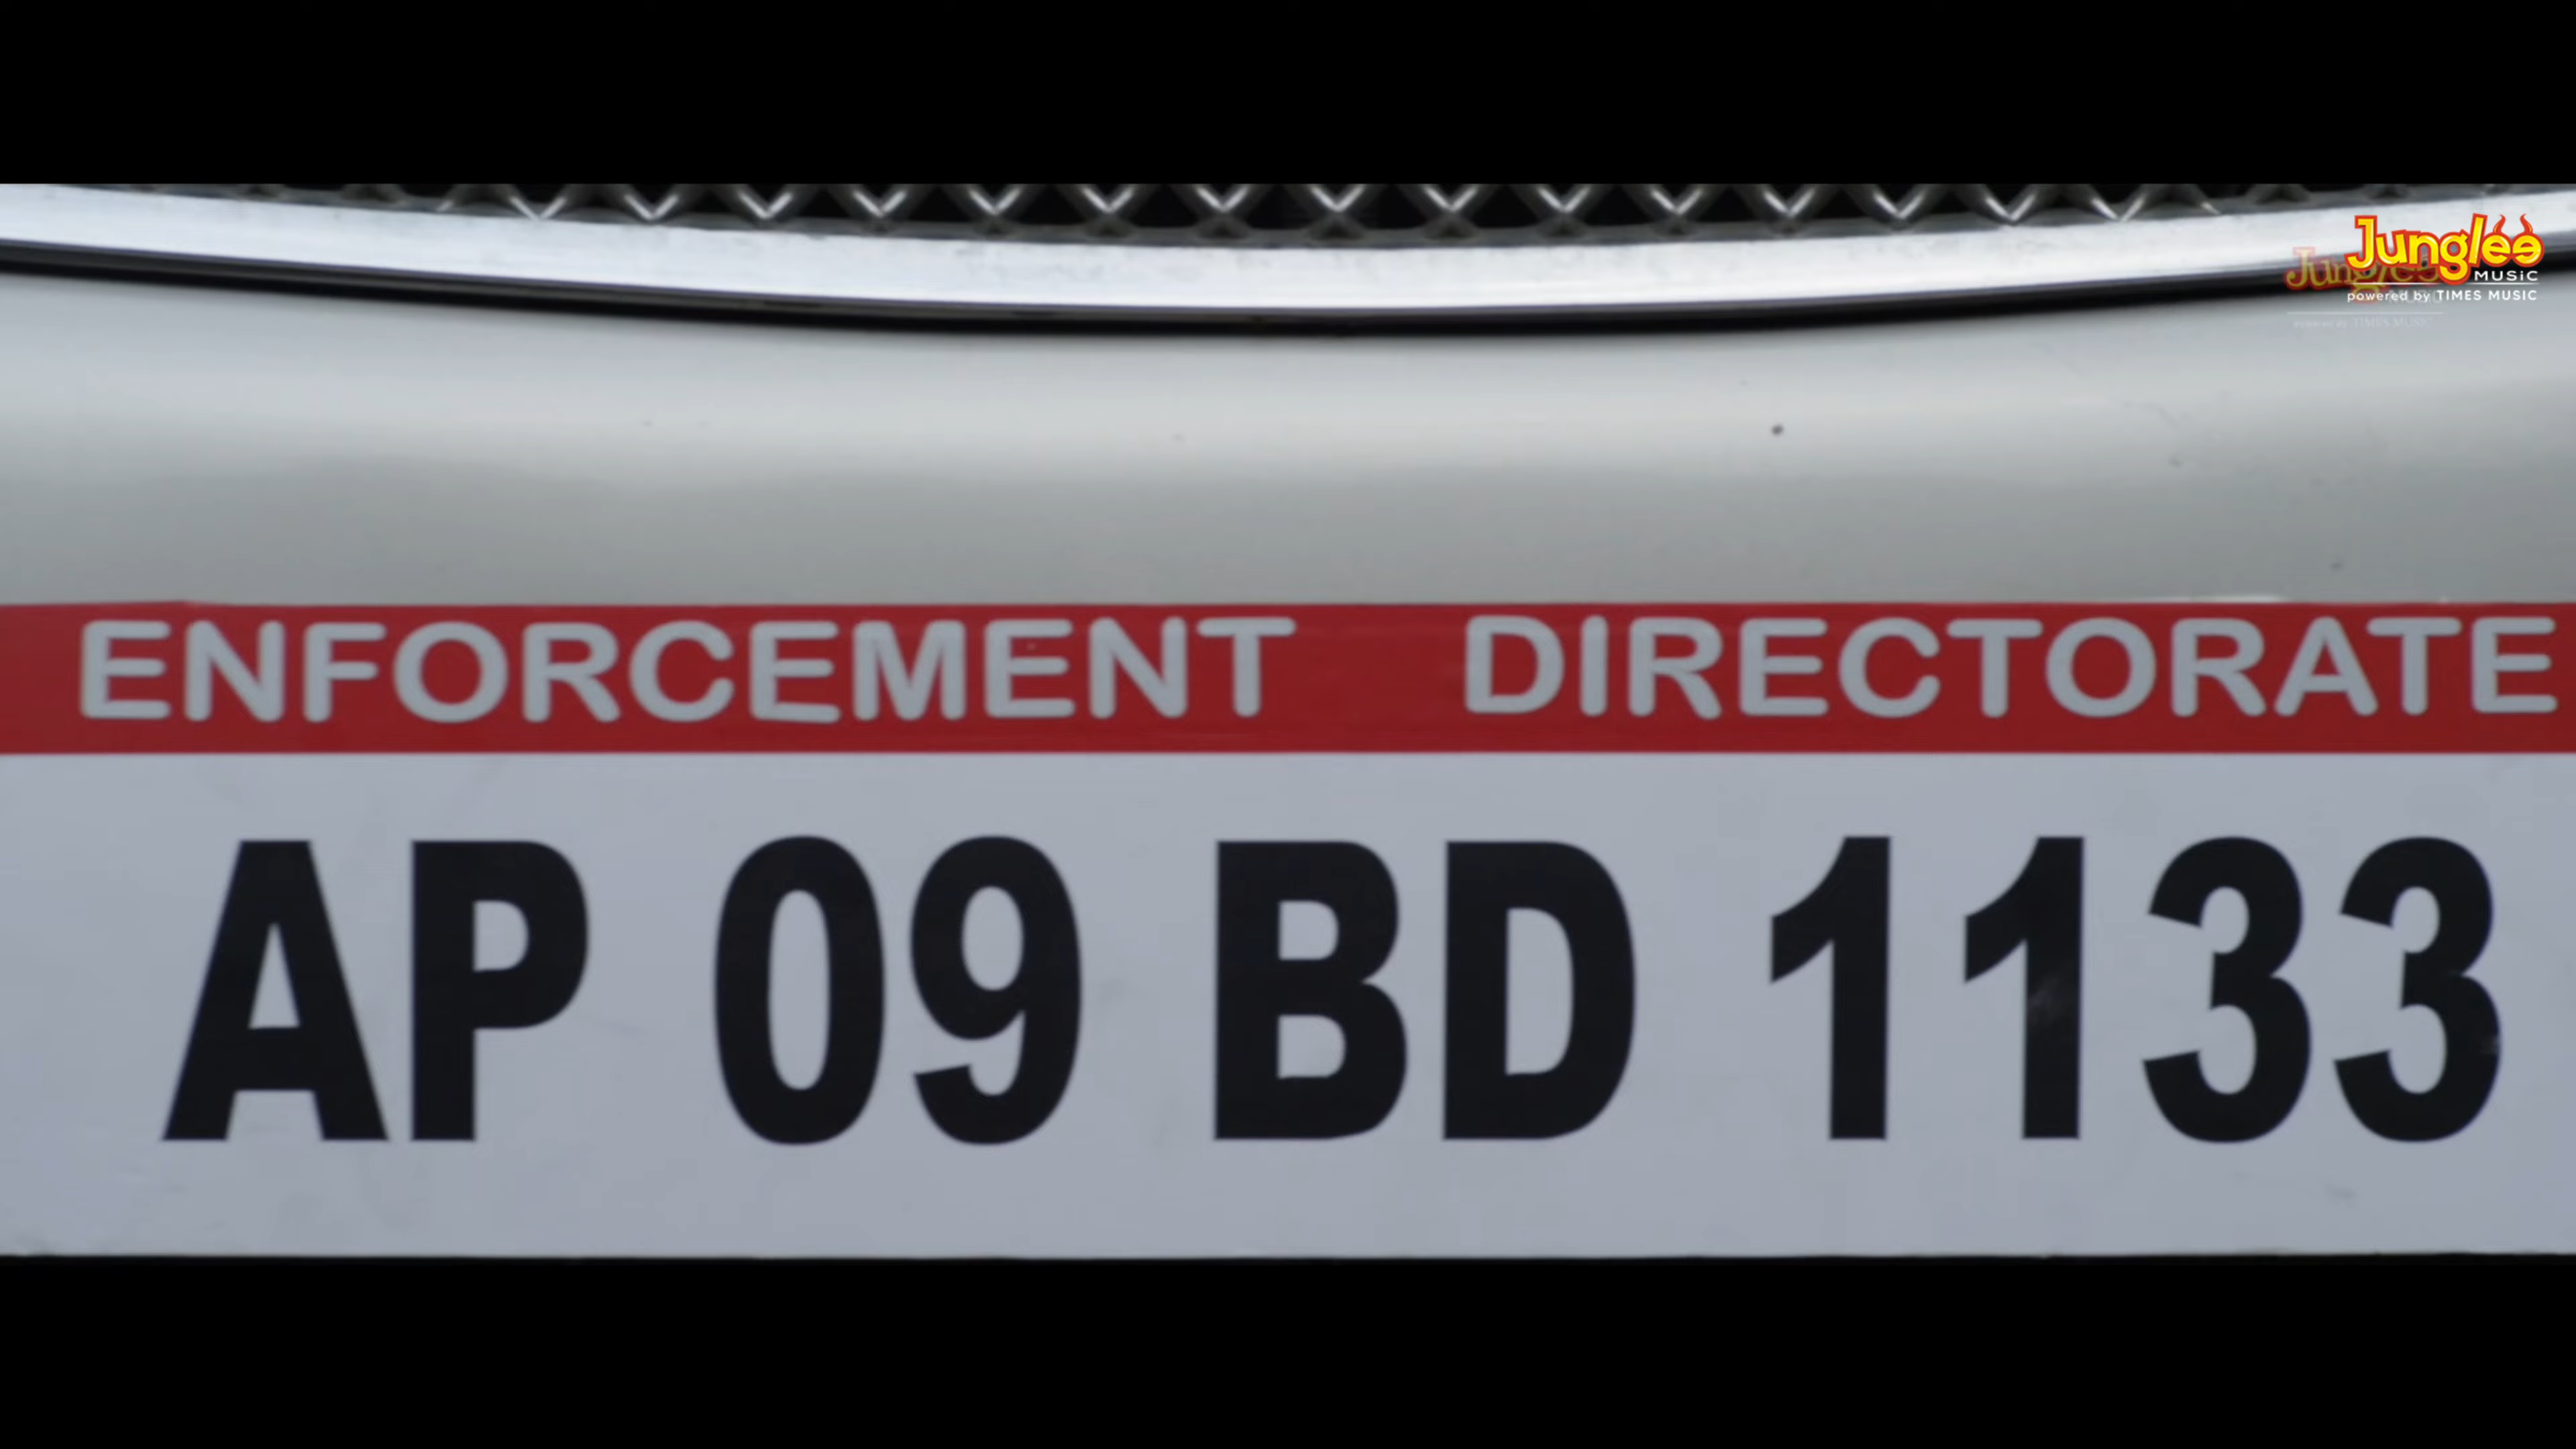 Junglee
MUSIC
powered by TIMES MUSIC
ENFORCEMENT DIRECTORATE
AP 09 BD 1133